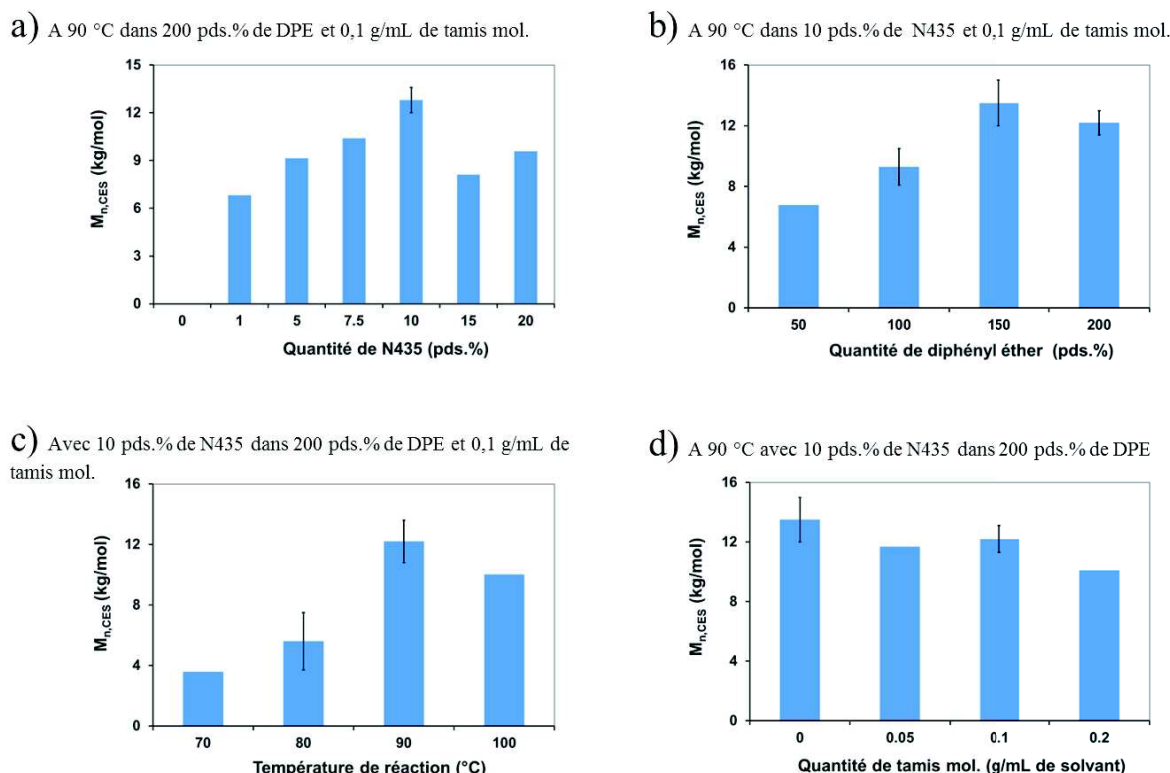 a) A 90 °C dans 200 pds.% de DPE et 0,1 g/mL de tamis mol.
15
12
9
6
3
0
M n,CES (kg/mol)
0 1 5 7.5 10 15 20
Quantité de N435 (pds.%)
b) A 90 °C dans 10 pds.% de N435 et 0,1 g/mL de tamis mol.
16
12
8
4
0
M n,CES (kg/mol)
50 100 150 200
Quantité de diphényl éther (pds.%)
c) Avec 10 pds.% de N435 dans 200 pds.% de DPE et 0,1 g/mL de
tamis mol.
16
12
8
4
0
M n,CES (kg/mol)
70 80 90 100
Température de réaction (°C)
d) A 90 °C avec 10 pds.% de N435 dans 200 pds.% de DPE
16
12
8
4
0
M n,CES (kg/mol)
0 0.05 0.1 0.2
Quantité de tamis mol. (g/mL de solvant)